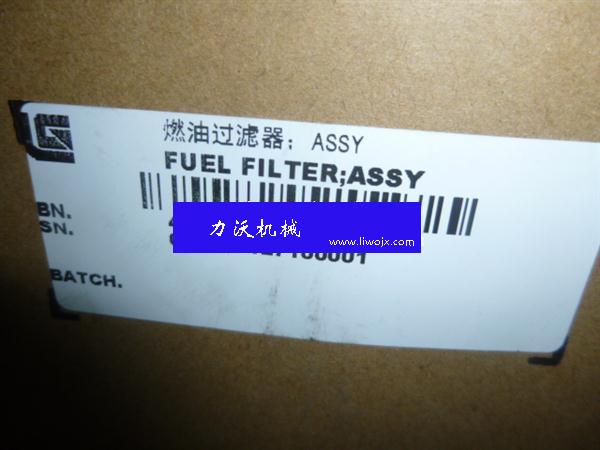 燃油过滤器：ASSY
FUEL FILTER;ASSY
BN.
SN.
力沃机械
www.liwojx.com
BATCH.